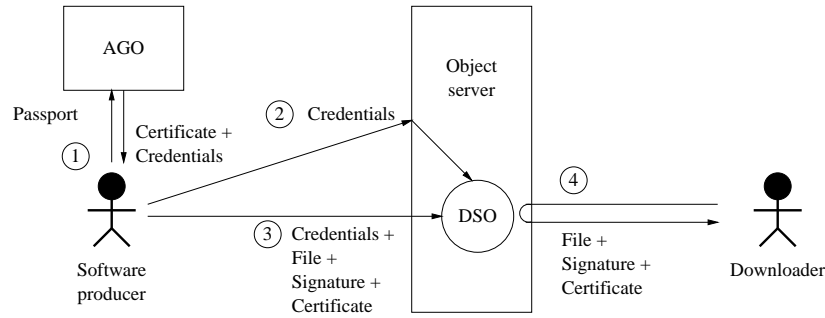 AGO
Object
server
Passport
Certificate +
Credentials
1
2 Credentials
4
DSO
3 Credentials +
File +
Signature +
Certificate
File +
Signature +
Certificate
Software
producer
Downloader